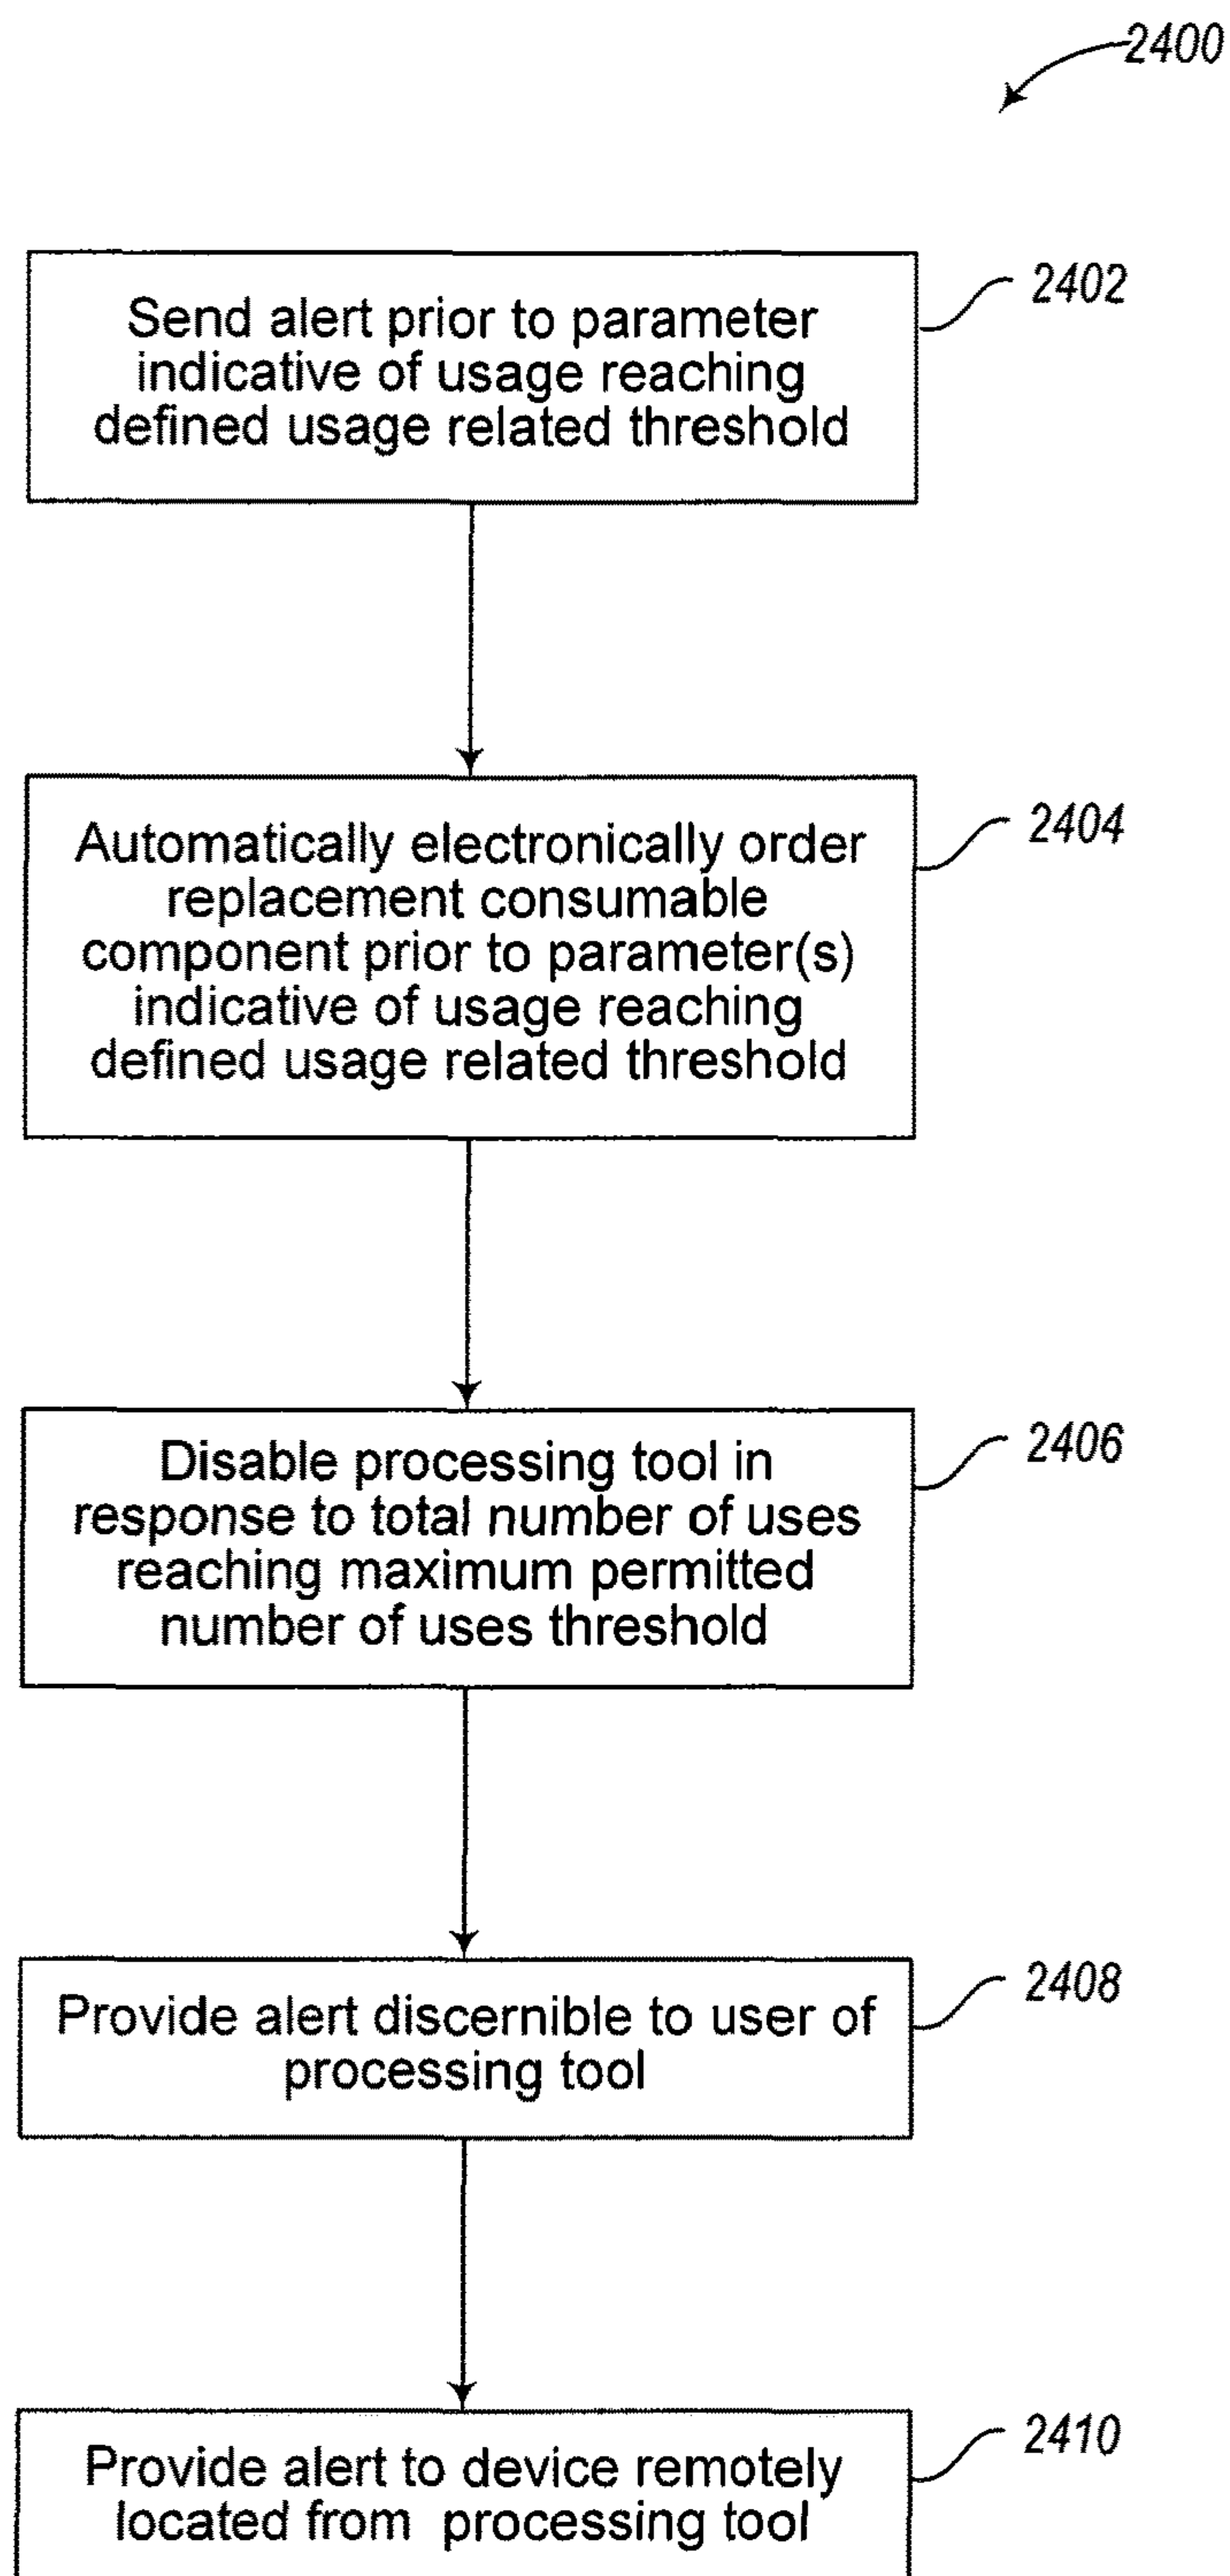 2400
2402
Send alert prior to parameter
indicative of usage reaching
defined usage related threshold
2404
Automatically electronically order
replacement consumable
component prior to parameter(s)
indicative of usage reaching
defined usage related threshold
2406
Disable processing tool in
response to total number of uses
reaching maximum permitted
number of uses threshold
2408
Provide alert discernible to user of
processing tool
2410
Provide alert to device remotely
located from processing tool